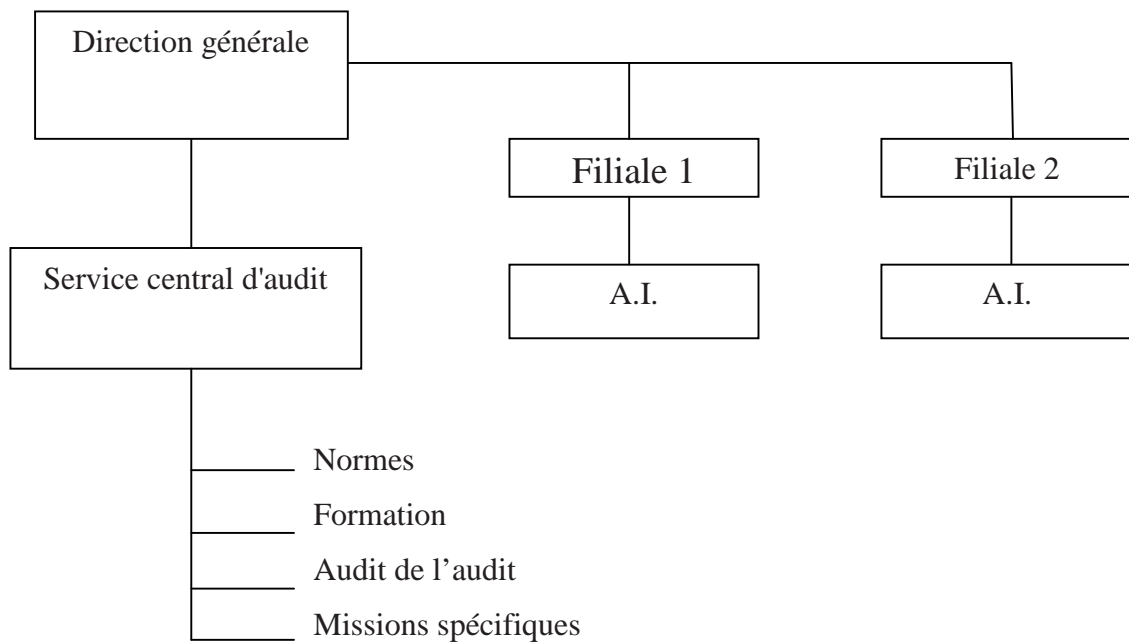 Direction générale
Filiale 1
Filiale 2
Service central d'audit
A.I.
A.I.
Normes
Formation
Audit de l’audit
Missions spécifiques